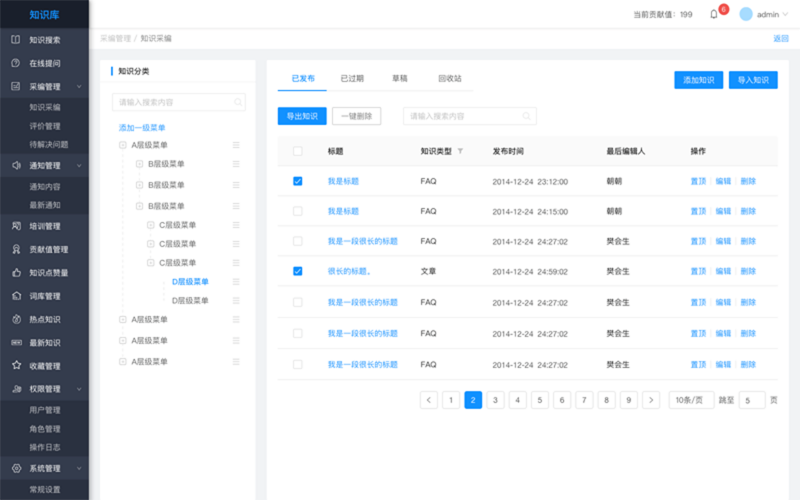 知识库
知识搜索
在线提问
采编管理
知识采编
评价管理
待解决问题
通知管理
通知内容
最新通知
培训管理
贡献值管理
知识点赞量
词库管理
热点知识
最新知识
收藏管理
权限管理
用户管理
角色管理
操作日志
系统管理
常规设置
当前贡献值：199 6 admin
采编管理 / 知识采编 返回
知识分类
请输入搜索内容
添加一级菜单
A层级菜单
B层级菜单
B层级菜单
B层级菜单
C层级菜单
C层级菜单
C层级菜单
D层级菜单
D层级菜单
A层级菜单
A层级菜单
A层级菜单
已发布 已过期 草稿 回收站 添加知识 导入知识
导出知识 一键删除 请输入搜索内容
标题 知识类型 发布时间 最后编辑人 操作
我是标题 FAQ 2014-12-24 23:12:00 朝朝 置顶 编辑 删除
我是标题 FAQ 2014-12-24 24:15:00 朝朝 置顶 编辑 删除
我是一段很长的标题 FAQ 2014-12-24 24:27:02 樊会生 置顶 编辑 删除
很长的标题。 文章 2014-12-24 24:59:02 樊会生 置顶 编辑 删除
我是一段很长的标题 FAQ 2014-12-24 24:27:02 樊会生 置顶 编辑 删除
我是一段很长的标题 FAQ 2014-12-24 24:27:02 樊会生 置顶 编辑 删除
我是一段很长的标题 FAQ 2014-12-24 24:27:02 樊会生 置顶 编辑 删除
< 1 2 3 4 5 6 7 8 9 > 10条/页 跳至 5 页